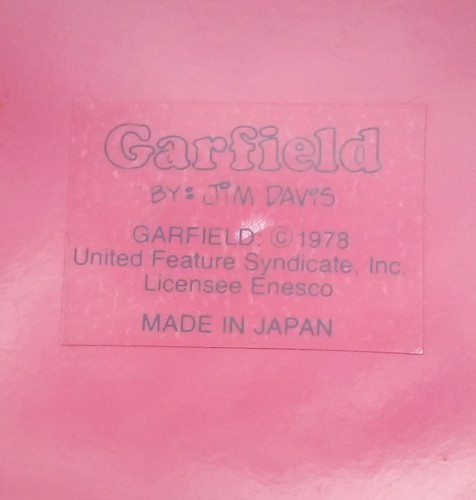 Garfield
BY: JIM DAVIS
GARFIELD: © 1978
United Feature Syndicate, Inc.
Licensee Enesco
MADE IN JAPAN